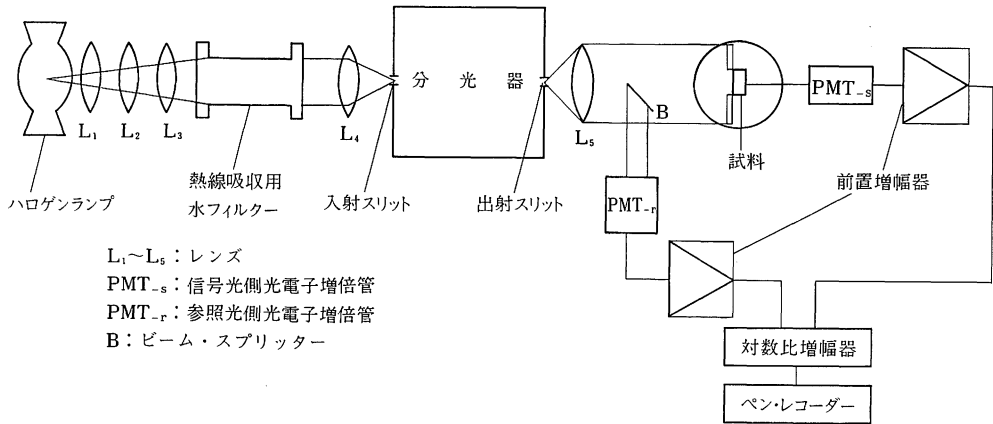 分光器
L₁
L₂
L₃
L₄
L₅
B
PMT₋s
試料
前置増幅器
ハロゲンランプ
熱線吸収用
水フィルター
入射スリット
出射スリット
PMT₋r
L₁~L₅：レンズ
PMT₋s：信号光側光電子増倍管
PMT₋r：参照光側光電子増倍管
B：ビーム・スプリッター
対数比増幅器
ペン・レコーダー